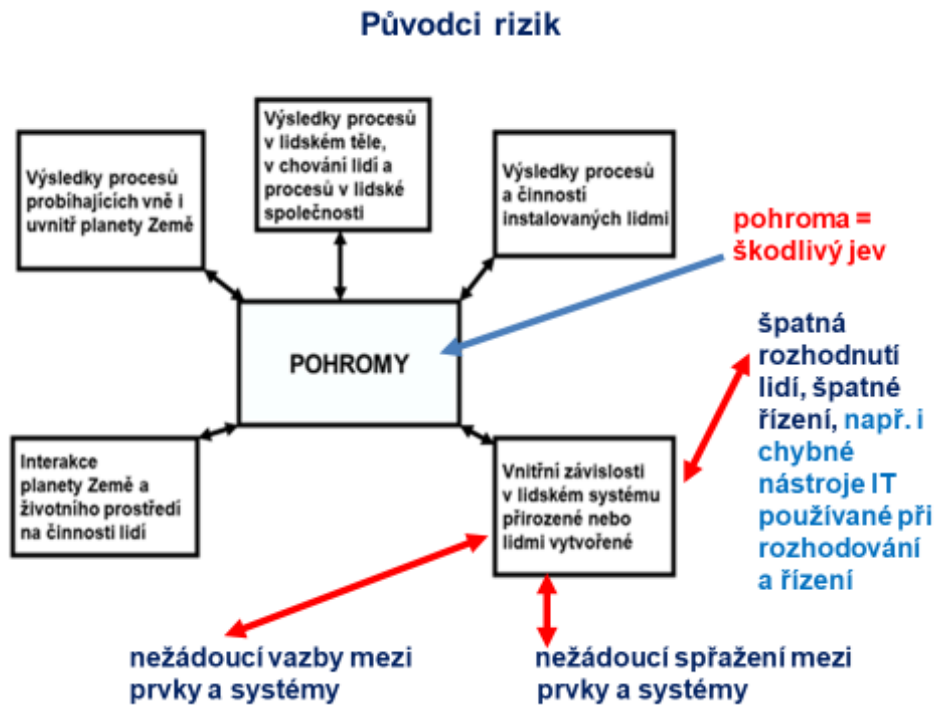 Původci rizik
Výsledky procesů
probíhajících vně i
uvnitř planety Země
Výsledky procesů
v lidském těle,
v chování lidí a
procesů v lidské
společnosti
Výsledky procesů
a činností
instalovaných lidmi
pohroma =
škodlivý jev
POHROMY
špatná
rozhodnutí
lidí, špatné
řízení, např. i
chybné
nástroje IT
používané při
rozhodování
a řízení
Interakce
planety Země a
životního prostředí
na činnosti lidí
Vnitřní závislosti
v lidském systému
přirozené nebo
lidmi vytvořené
nežádoucí vazby mezi
prvky a systémy
nežádoucí spřažení mezi
prvky a systémy